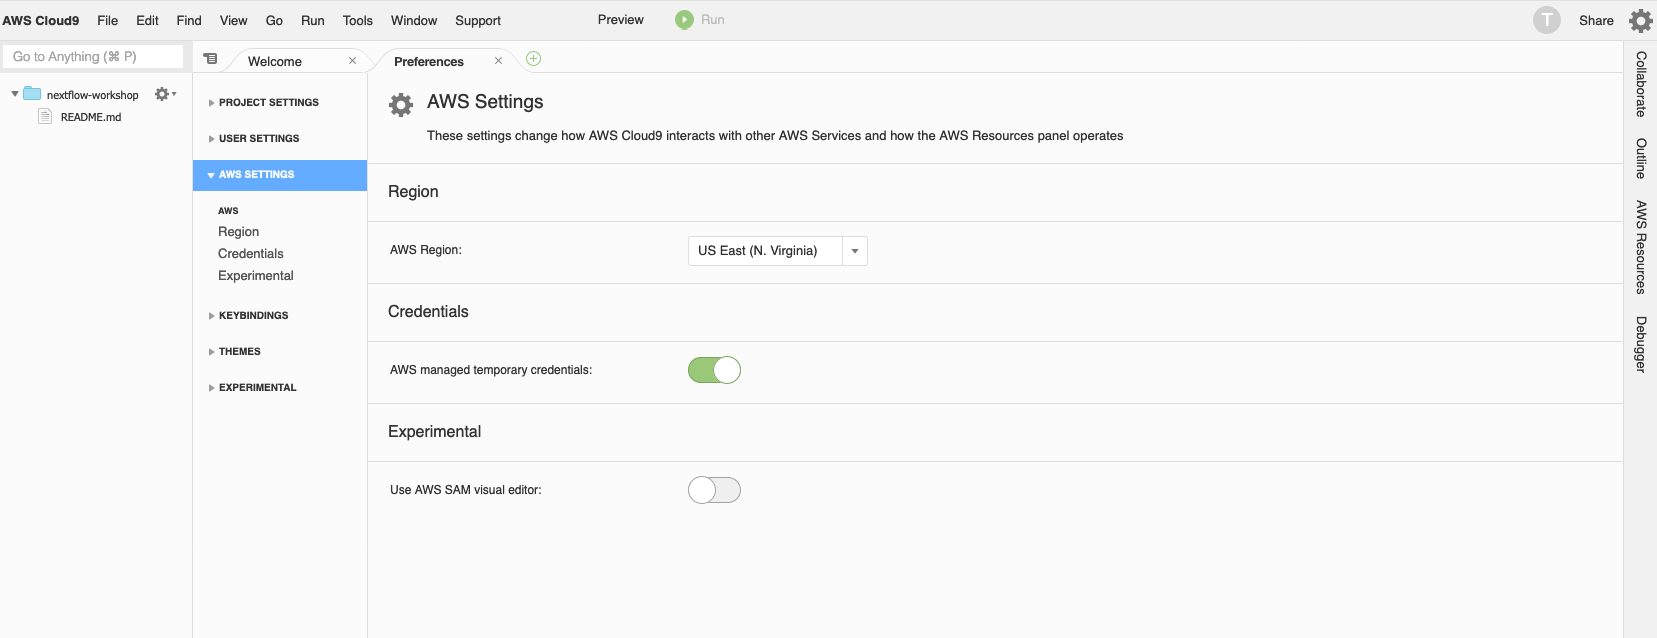 AWS Cloud9 File Edit Find View Go Run Tools Window Support Preview Run T Share
Go to Anything (⌘ P)
nextflow-workshop
README.md
Welcome
Preferences
PROJECT SETTINGS
USER SETTINGS
AWS SETTINGS
AWS
Region
Credentials
Experimental
KEYBINDINGS
THEMES
EXPERIMENTAL
AWS Settings
These settings change how AWS Cloud9 interacts with other AWS Services and how the AWS Resources panel operates
Region
AWS Region: US East (N. Virginia)
Credentials
AWS managed temporary credentials:
Experimental
Use AWS SAM visual editor:
Collaborate
Outline
AWS Resources
Debugger